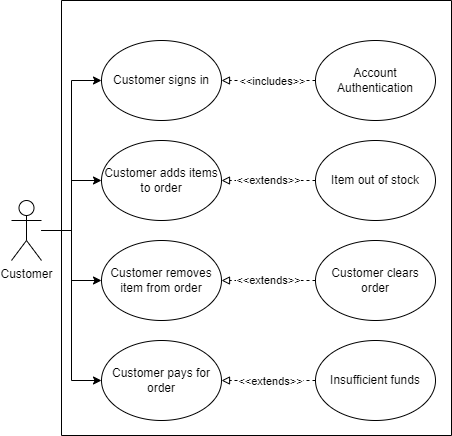 Customer signs in
<<includes>>
Account
Authentication
Customer adds items
to order
<<extends>>
Item out of stock
Customer
Customer removes
item from order
<<extends>>
Customer clears
order
Customer pays for
order
<<extends>>
Insufficient funds